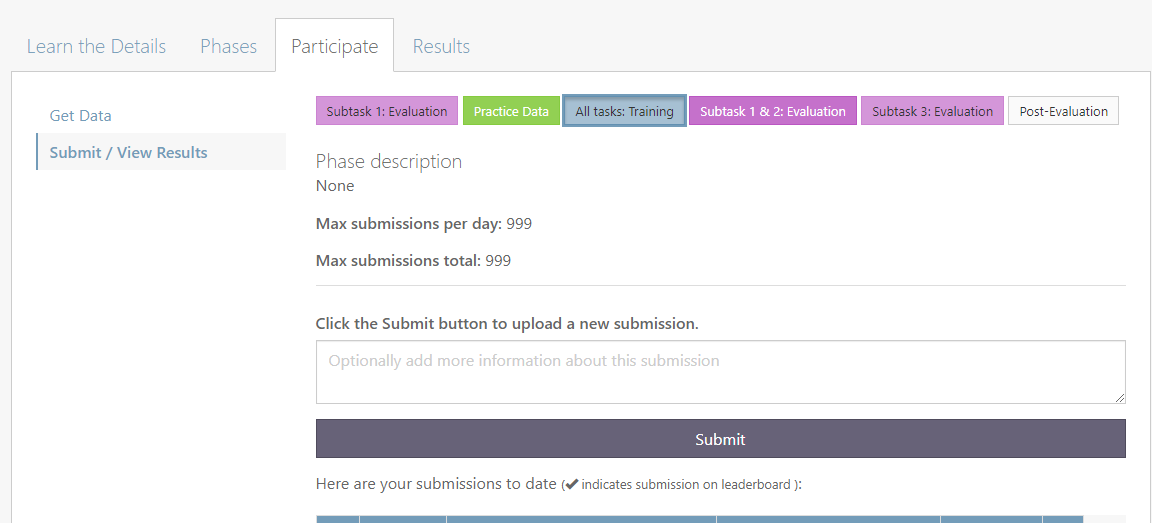 Learn the Details Phases Participate Results
Get Data
Submit / View Results
Subtask 1: Evaluation Practice Data All tasks: Training Subtask 1 & 2: Evaluation Subtask 3: Evaluation Post-Evaluation
Phase description
None
Max submissions per day: 999
Max submissions total: 999
Click the Submit button to upload a new submission.
Optionally add more information about this submission
Submit
Here are your submissions to date (✔ indicates submission on leaderboard ):